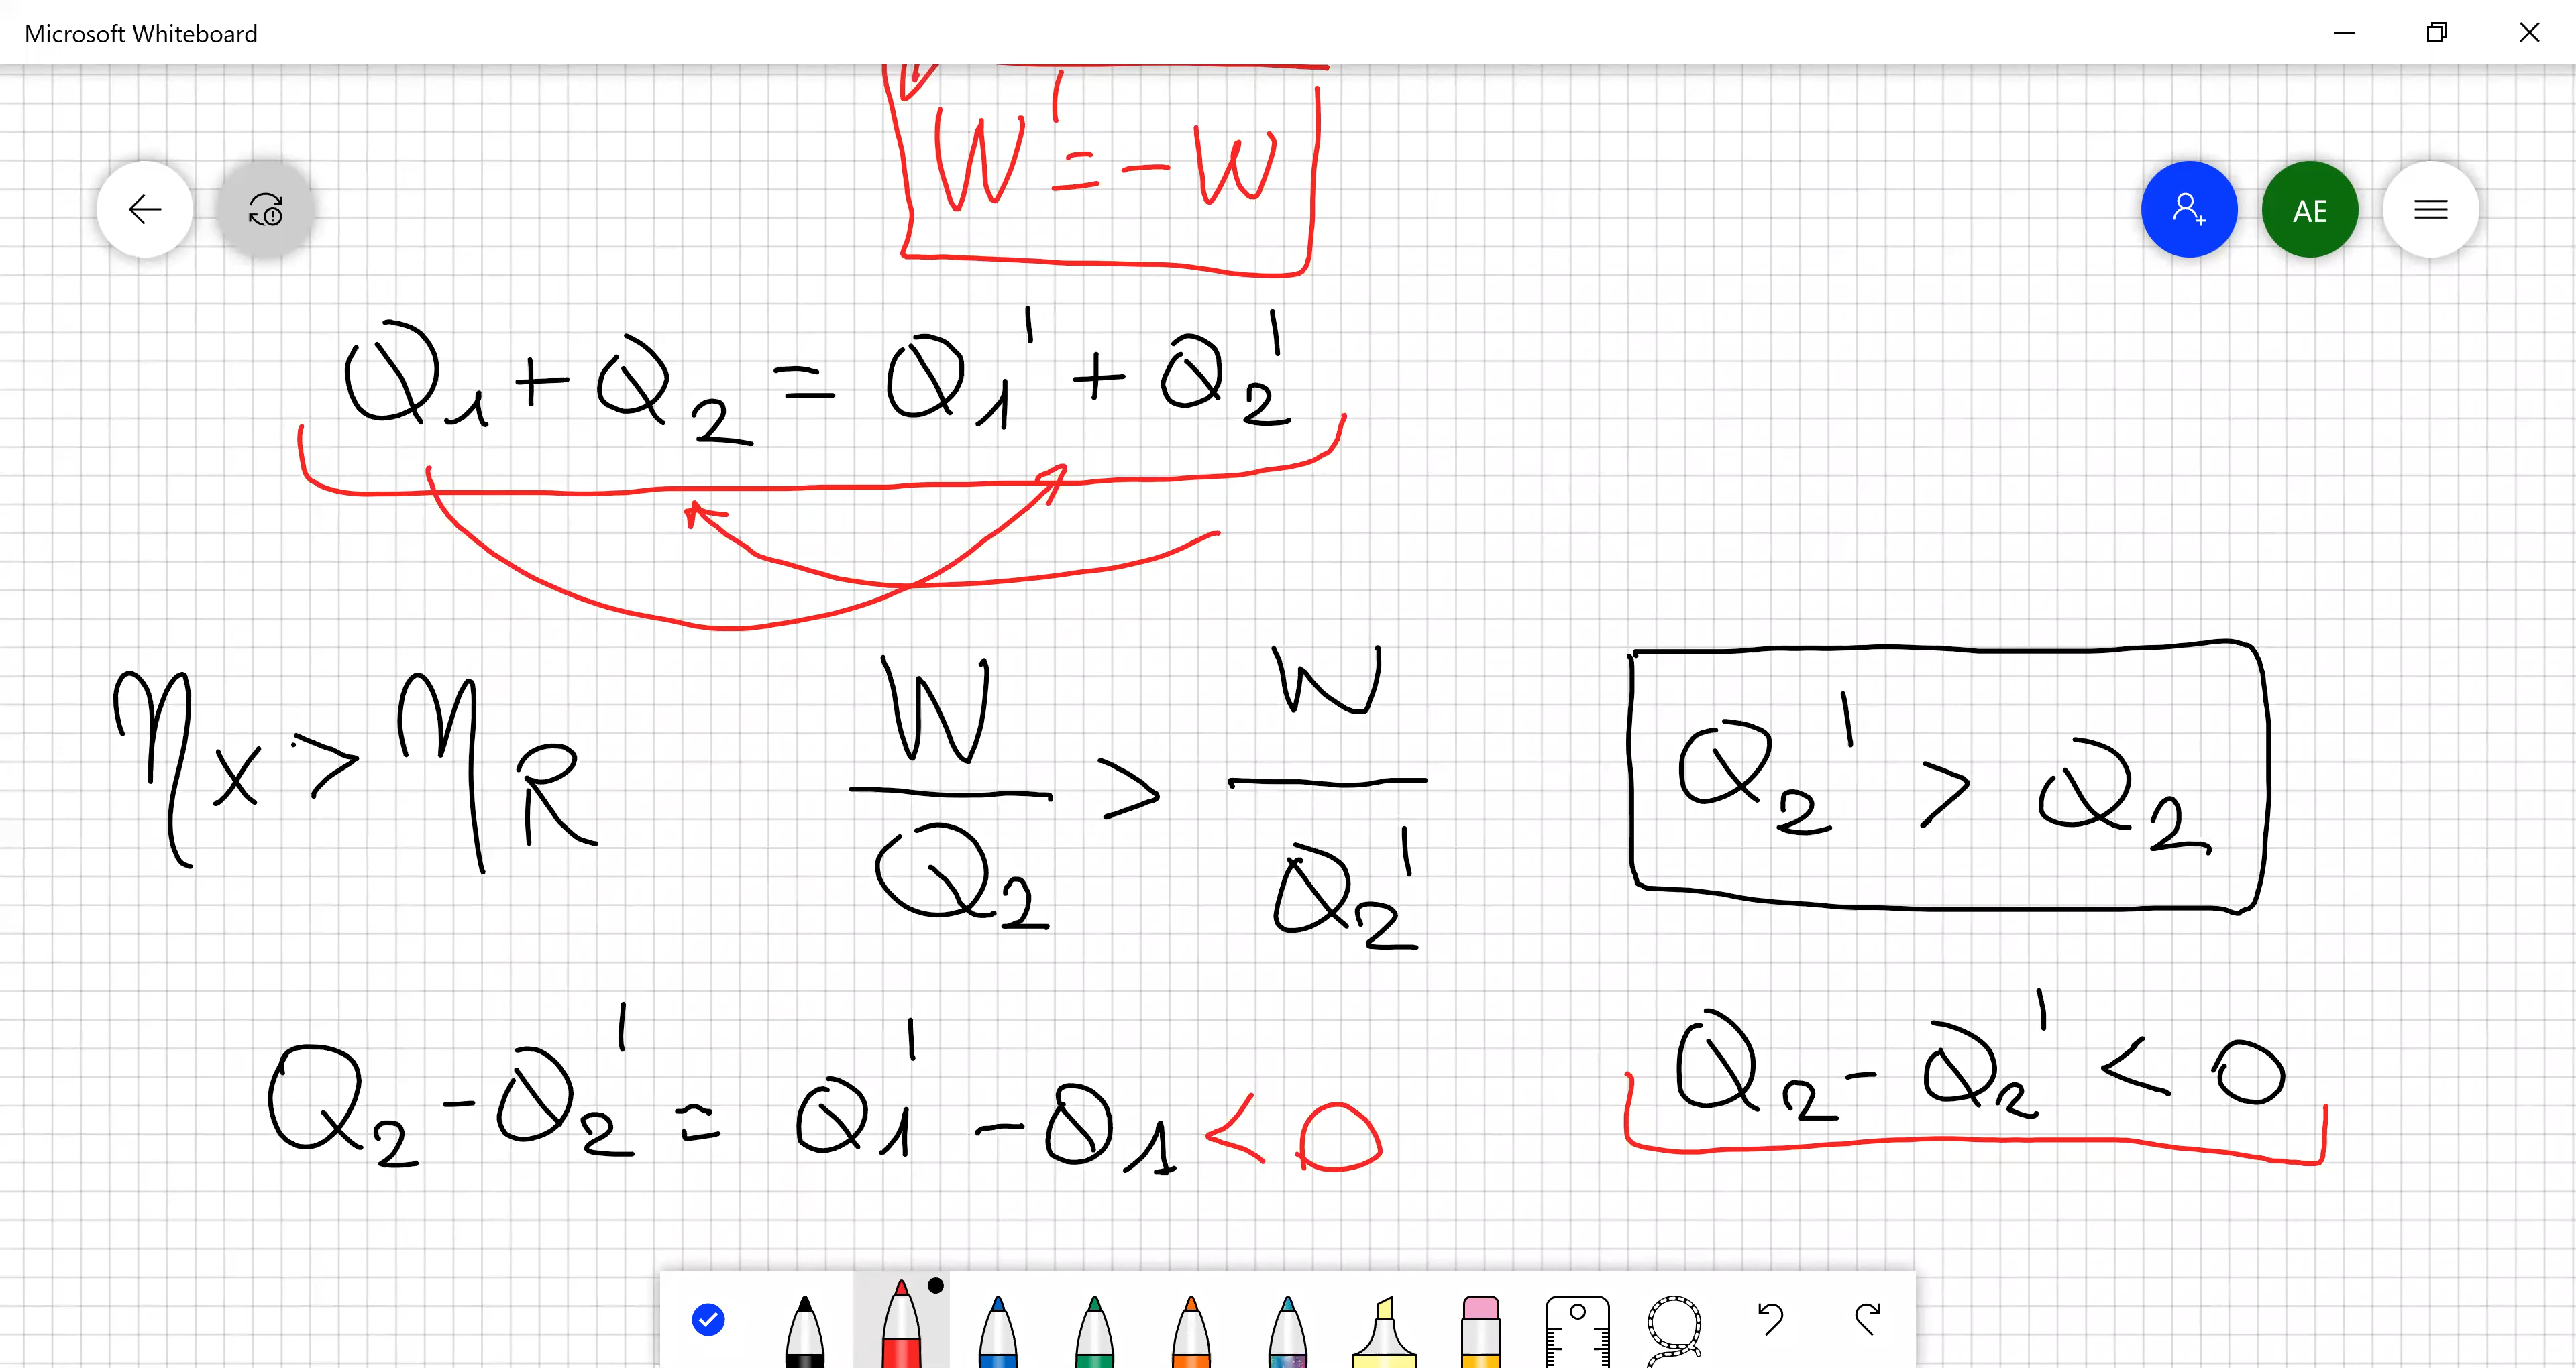 Microsoft Whiteboard
W' = -W
AE
Q₁ + Q₂ = Q₁' + Q₂'
ηx > ηR
W/Q₂ > W/Q₂'
Q₂' > Q₂
Q₂ - Q₂' < 0
Q₂ - Q₂' = Q₁' - Q₁ < 0